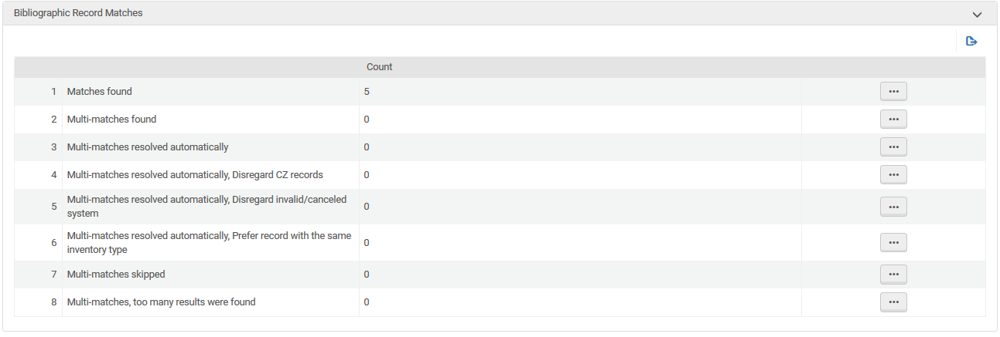 Bibliographic Record Matches
Count
1 Matches found 5
2 Multi-matches found 0
3 Multi-matches resolved automatically 0
4 Multi-matches resolved automatically, Disregard CZ records 0
5 Multi-matches resolved automatically, Disregard invalid/canceled
system 0
6 Multi-matches resolved automatically, Prefer record with the same
inventory type 0
7 Multi-matches skipped 0
8 Multi-matches, too many results were found 0